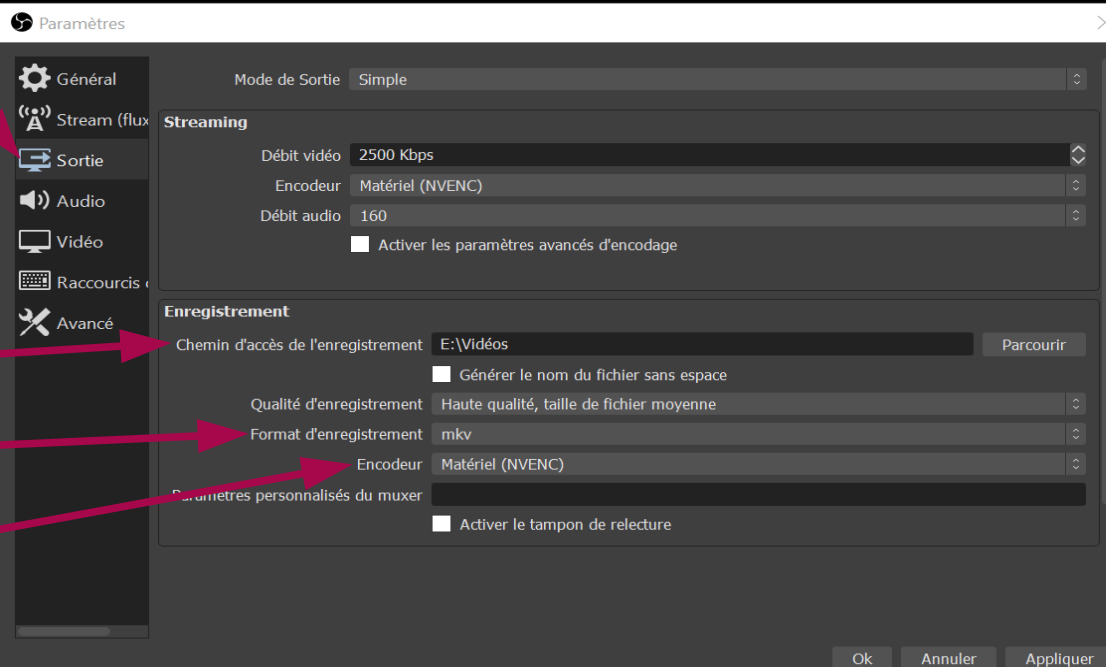 Paramètres
Général
Stream (flux
Sortie
Audio
Vidéo
Raccourcis
Avancé
Mode de Sortie Simple
Streaming
Débit vidéo 2500 Kbps
Encodeur Matériel (NVENC)
Débit audio 160
Activer les paramètres avancés d'encodage
Enregistrement
Chemin d'accès de l'enregistrement E:\Vidéos Parcourir
Générer le nom du fichier sans espace
Qualité d'enregistrement Haute qualité, taille de fichier moyenne
Format d'enregistrement mkv
Encodeur Matériel (NVENC)
Paramètres personnalisés du muxer
Activer le tampon de relecture
Ok Annuler Appliquer